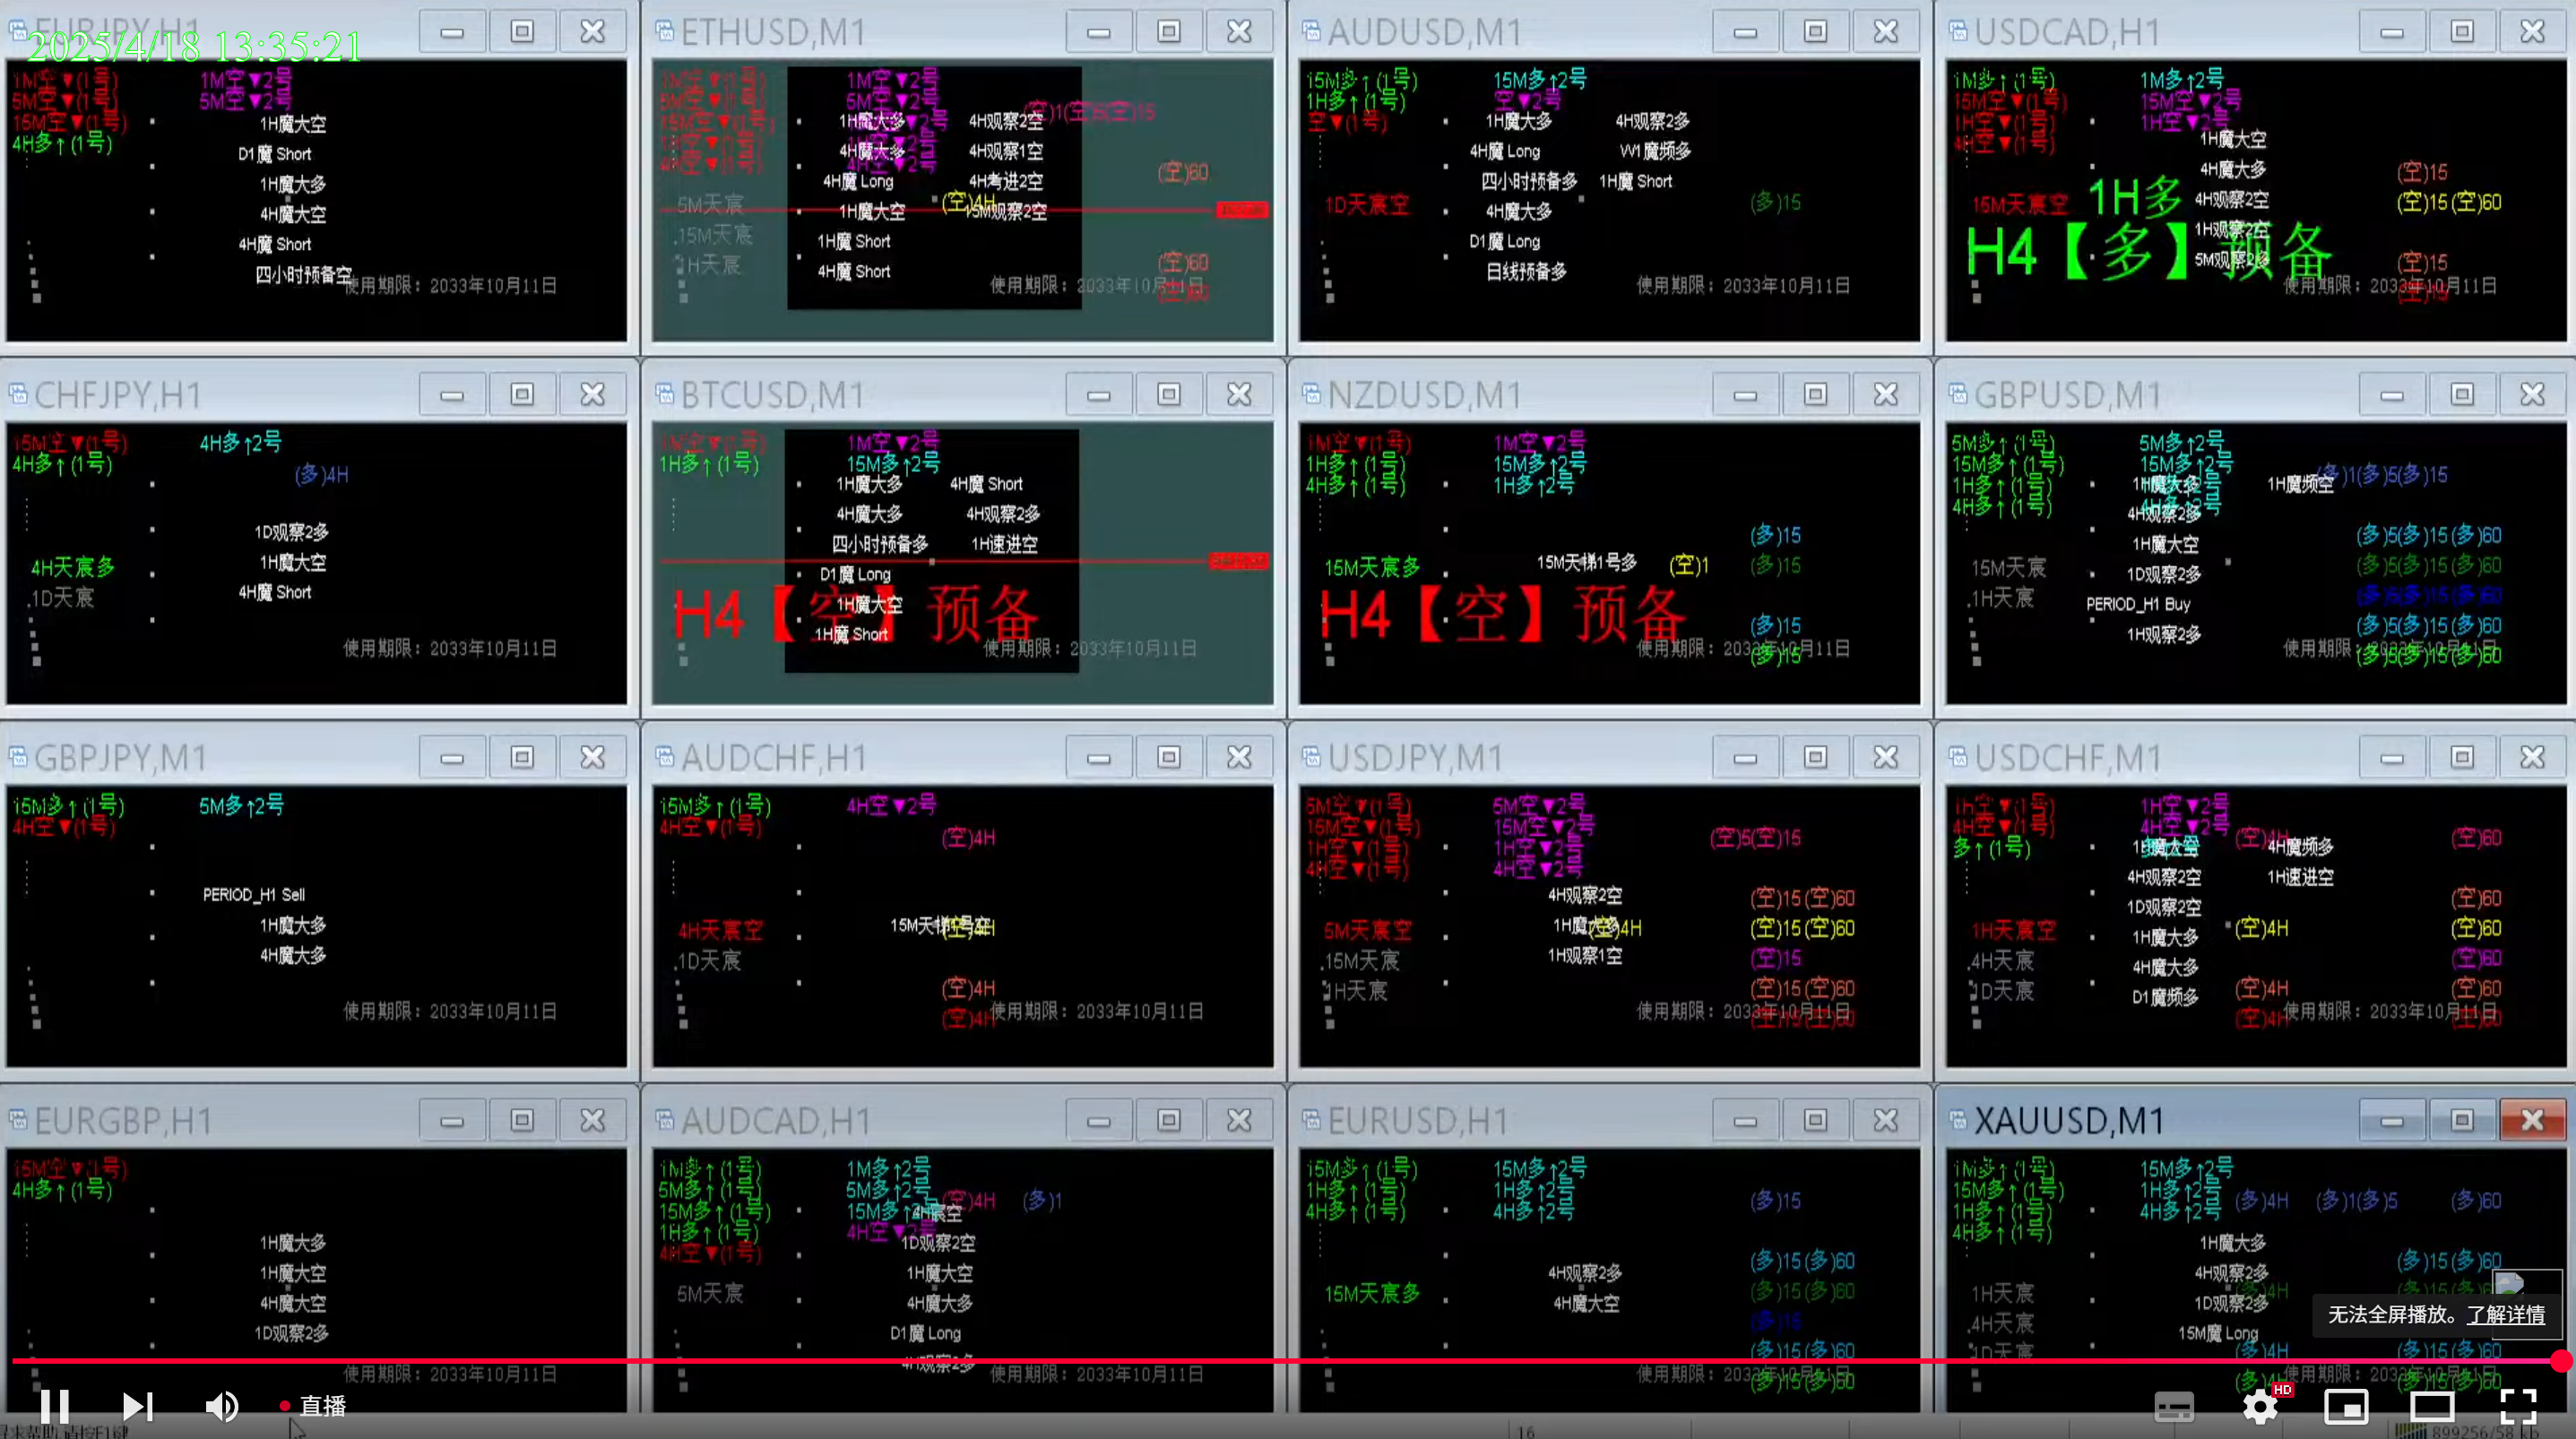 EURJPY,H1
2025/4/18 13:35:21
1M空▼(1号) 1M空▼2号
5M空▼(1号) 5M空▼2号
15M空▼(1号)
1H魔大空
4H多↑(1号)
D1魔 Short
1H魔大多
4H魔大空
4H魔 Short
四小时预备空
使用期限：2033年10月11日
ETHUSD,M1
1M空▼2号
5M空▼2号
1H魔大多 4H观察2空
4H魔大多 4H观察1空
(空)60
4H魔 Long 4H考进2空
5M天宸 (空)4H
1H魔大空 15M观察2空
.15M天宸 1H魔 Short
1H天宸 4H魔 Short
(空)60
使用期限：2033年10月11日
(空)60
AUDUSD,M1
15M多↑(1号) 15M多↑2号
1H多↑(1号) 空▼2号
空▼(1号) 1H魔大多 4H观察2多
4H魔 Long W1魔频多
四小时预备多 1H魔 Short
1D天宸空 4H魔大多 (多)15
D1魔 Long
日线预备多
使用期限：2033年10月11日
USDCAD,H1
1M多↑(1号) 1M多↑2号
15M空▼(1号) 15M空▼2号
1H空▼(1号) 1H空▼2号
4H空▼(1号) 1H魔大空
4H魔大多 (空)15
15M天宸空 1H多 4H观察2空 (空)15(空)60
1H观察2空
H4【多】预备 5M观察2多 (空)15
使用期限：2033年10月11日
(空)15
CHFJPY,H1
15M空▼(1号) 4H多↑2号
4H多↑(1号) (多)4H
1D观察2多
4H天宸多 1H魔大空
.1D天宸 4H魔 Short
使用期限：2033年10月11日
BTCUSD,M1
1M空▼(1号) 1M空▼2号
1H多↑(1号) 15M多↑2号
1H魔大多 4H魔 Short
4H魔大多 4H观察2空
四小时预备多 1H速进空
D1魔 Long
1H魔大空
H4【空】预备
1H魔 Short
使用期限：2033年10月11日
NZDUSD,M1
1M空▼(1号) 1M空▼2号
1H多↑(1号) 15M多↑2号
4H多↑(1号) 1H多↑2号
(多)15
15M天宸多 15M天梯1号多 (空)1 (多)15
H4【空】预备 (多)15
使用期限：2033年10月11日
(多)15
GBPUSD,M1
5M多↑(1号) 5M多↑2号
15M多↑(1号) 15M多↑2号 (多)1(多)5(多)15
1H多↑(1号) 1H魔大多 1H魔频空
4H多↑(1号) 4H观察2多
1H魔大空 (多)5(多)15(多)60
15M天宸 1D观察2多 (多)5(多)15(多)60
.1H天宸 PERIOD_H1 Buy (多)5(多)15(多)60
1H观察2多 (多)5(多)15(多)60
使用期限：2033年10月11日
(多)5(多)15(多)60
GBPJPY,M1
15M多↑(1号) 5M多↑2号
4H空▼(1号)
PERIOD_H1 Sell
1H魔大多
4H魔大多
使用期限：2033年10月11日
AUDCHF,H1
15M多↑(1号) 4H空▼2号
4H空▼(1号) (空)4H
4H天宸空 15M天梯1号空
.1D天宸
(空)4H
(空)4H 使用期限：2033年10月11日
USDJPY,M1
5M空▼(1号) 5M空▼2号
15M空▼(1号) 15M空▼2号 (空)5(空)15
1H空▼(1号) 1H空▼2号
4H空▼(1号) 4H空▼2号
4H观察2空 (空)15(空)60
5M天宸空 1H魔大多 (空)4H (空)15(空)60
.15M天宸 1H观察1空 (空)15
1H天宸 (空)15(空)60
使用期限：2033年10月11日
(空)15(空)60
USDCHF,M1
1H空▼(1号) 1H空▼2号
4H空▼(1号) 4H空▼2号 (空)4H (空)60
多↑(1号) 1H魔大空 4H魔频多
4H观察2空 1H速进空
1D观察2空 (空)60
1H天宸空 1H魔大多 (空)4H (空)60
.4H天宸 4H魔大多 (空)60
1D天宸 D1魔频多 (空)4H (空)60
(空)4H 使用期限：2033年10月11日
(空)60
EURGBP,H1
15M空▼(1号)
4H多↑(1号)
1H魔大多
1H魔大空
4H魔大空
1D观察2多
使用期限：2033年10月11日
AUDCAD,H1
1M多↑(1号) 1M多↑2号
5M多↑(1号) 5M多↑2号 (空)4H (多)1
15M多↑(1号) 15M多↑2号
1H多↑(1号) 4H空▼2号
4H空▼(1号) 1D观察2空
1H魔大空
5M天宸 4H魔大多
D1魔 Long
4H观察2多
使用期限：2033年10月11日
EURUSD,H1
15M多↑(1号) 15M多↑2号
1H多↑(1号) 1H多↑2号 (多)15
4H多↑(1号) 4H多↑2号
4H观察2多 (多)15(多)60
15M天宸多 4H魔大空 (多)15(多)60
(多)15
(多)15(多)60
使用期限：2033年10月11日
(多)15(多)60
XAUUSD,M1
1M多↑(1号) 15M多↑2号
15M多↑(1号) 1H多↑2号 (多)4H (多)1(多)5 (多)60
1H多↑(1号) 4H多↑2号
4H多↑(1号) 1H魔大多
4H观察2多 (多)15(多)60
1H天宸 1D观察2多
.4H天宸 15M魔 Long
无法全屏播放。了解详情
1D天宸 (多)4H (多)15(多)60
使用期限：2033年10月11日
直播
HD
16
899256/58 kb